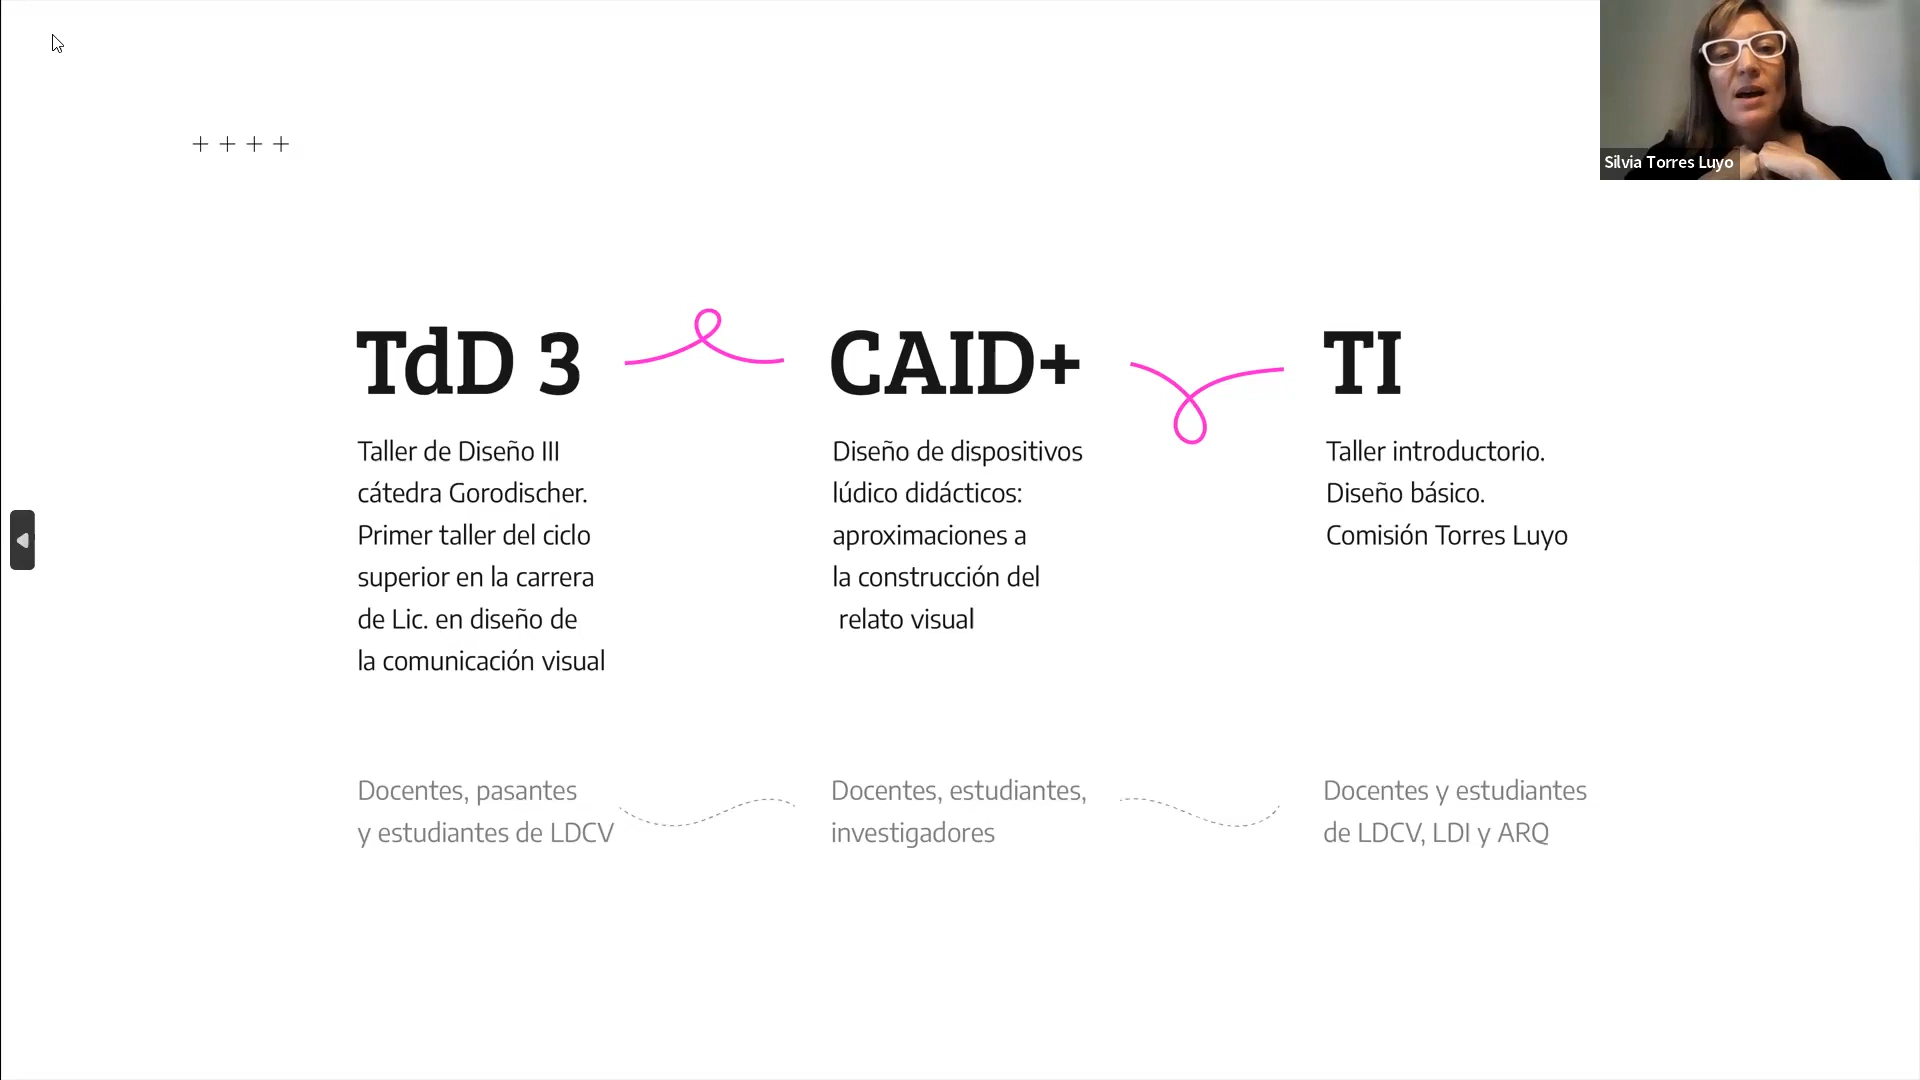 ++++
Silvia Torres Luyo
TdD 3
Taller de Diseño III
cátedra Gorodischer.
Primer taller del ciclo
superior en la carrera
de Lic. en diseño de
la comunicación visual
Docentes, pasantes
y estudiantes de LDCV
CAID+
Diseño de dispositivos
lúdico didácticos:
aproximaciones a
la construcción del
relato visual
Docentes, estudiantes,
investigadores
TI
Taller introductorio.
Diseño básico.
Comisión Torres Luyo
Docentes y estudiantes
de LDCV, LDI y ARQ